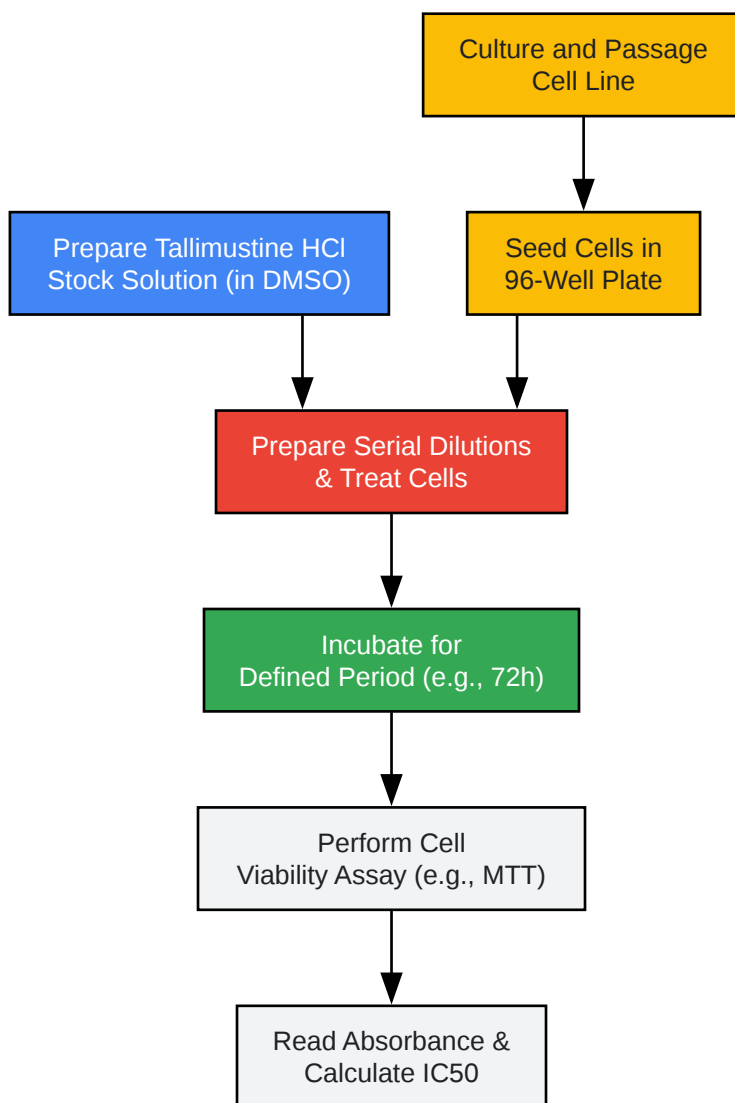 Culture and Passage
Cell Line
Prepare Tallimustine HCl
Stock Solution (in DMSO)
Seed Cells in
96-Well Plate
Prepare Serial Dilutions
& Treat Cells
Incubate for
Defined Period (e.g., 72h)
Perform Cell
Viability Assay (e.g., MTT)
Read Absorbance &
Calculate IC50